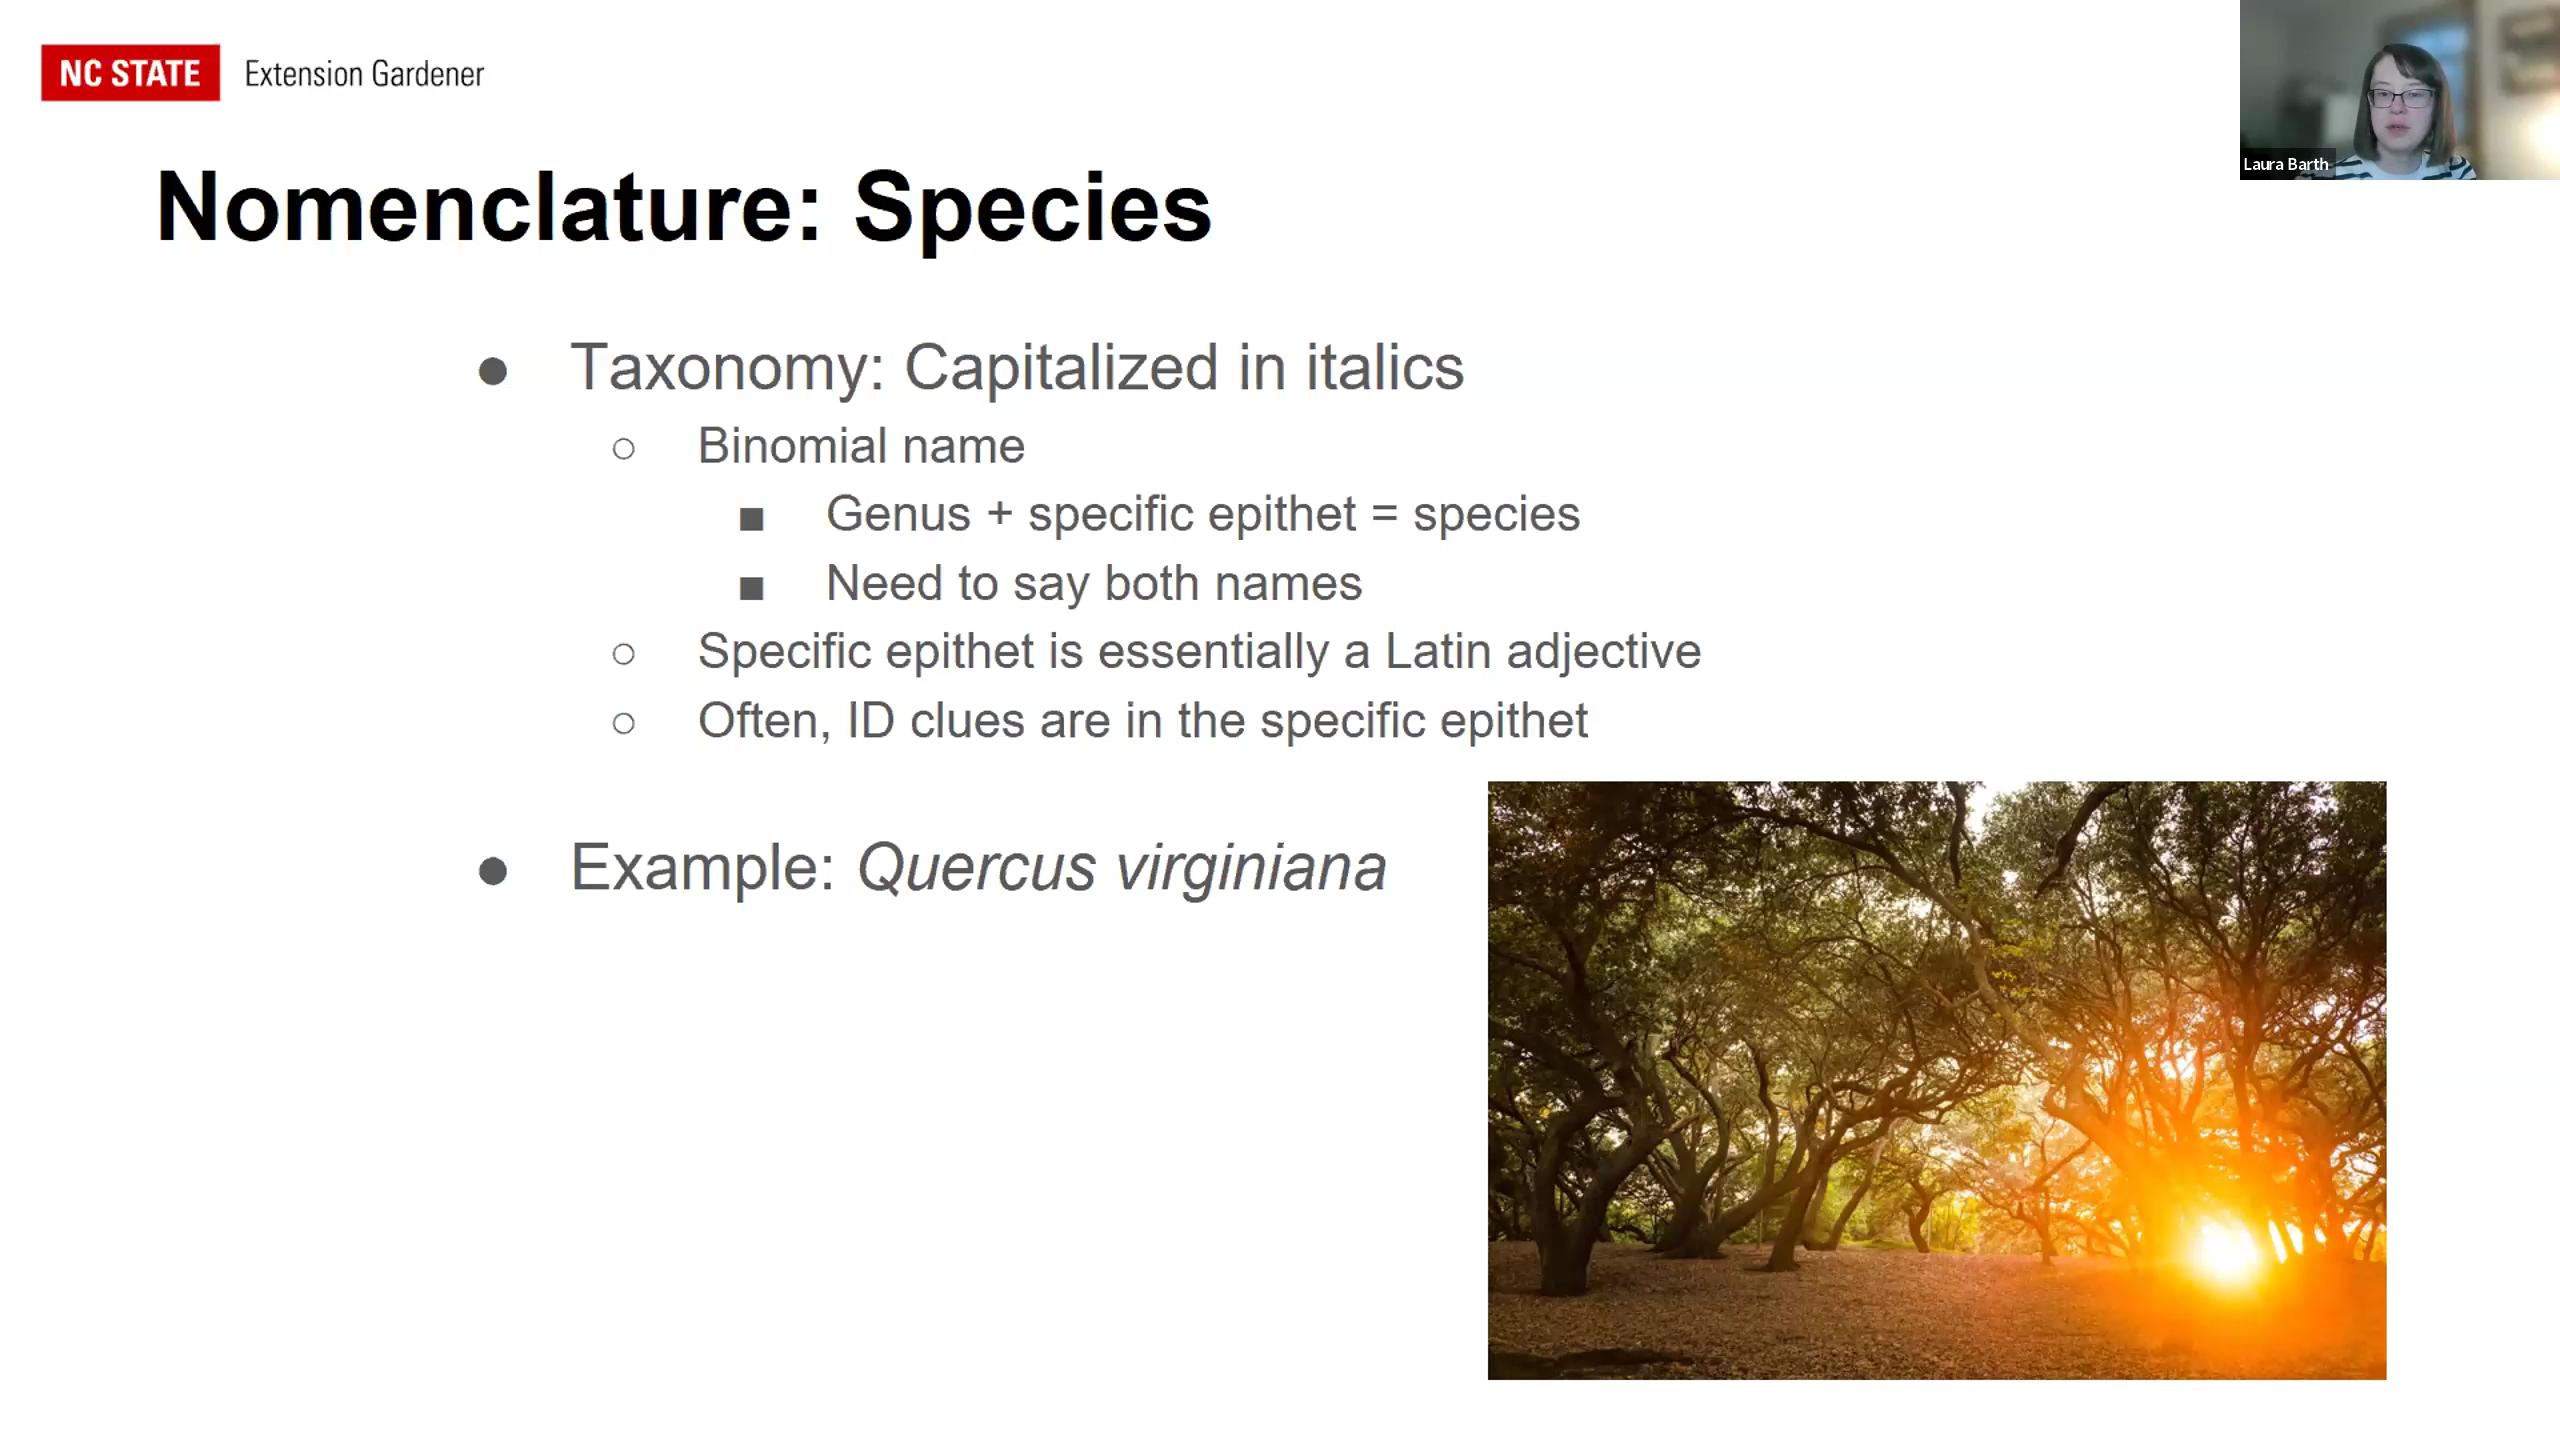 NC STATE Extension Gardener
Laura Barth
Nomenclature: Species
● Taxonomy: Capitalized in italics
○ Binomial name
■ Genus + specific epithet = species
■ Need to say both names
○ Specific epithet is essentially a Latin adjective
○ Often, ID clues are in the specific epithet
● Example: Quercus virginiana